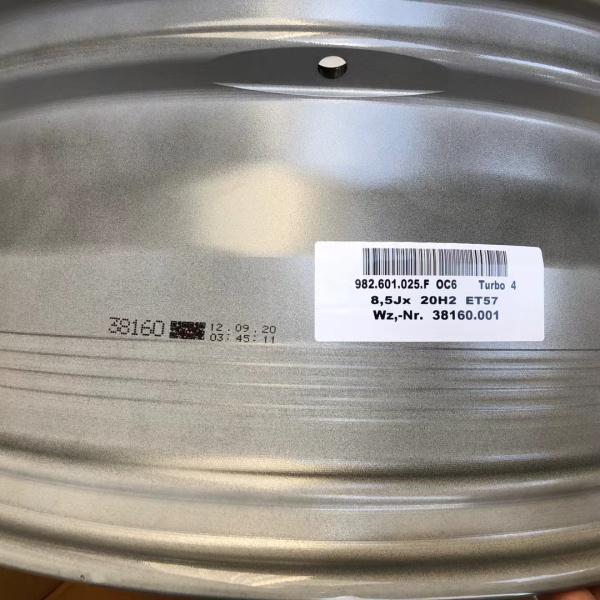 982.601.025.F OC6 Turbo 4
8,5Jx 20H2 ET57
Wz,-Nr. 38160.001
38160 12.09.20
03:45:11